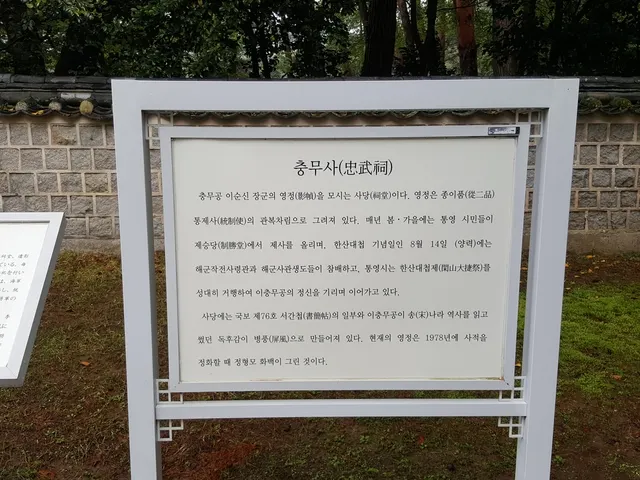 충무사(忠武祠)
충무공 이순신 장군의 영정(影幀)을 모시는 사당(祠堂)이다. 영정은 종이품(從二品)
통제사(統制使)의 관복차림으로 그려져 있다. 매년 봄·가을에는 통영 시민들이
제승당(制勝堂)에서 제사를 올리며, 한산대첩 기념일인 8월 14일 (양력)에는
해군작전사령관과 해군사관생도들이 참배하고, 통영시는 한산대첩제(閑山大捷祭)를
성대히 거행하여 이충무공의 정신을 기리며 이어가고 있다.
사당에는 국보 제76호 서간첩(書簡帖)의 일부와 이충무공이 송(宋)나라 역사를 읽고
썼던 독후감이 병풍(屛風)으로 만들어져 있다. 현재의 영정은 1978년에 사적을
정화할 때 정형모 화백이 그린 것이다.